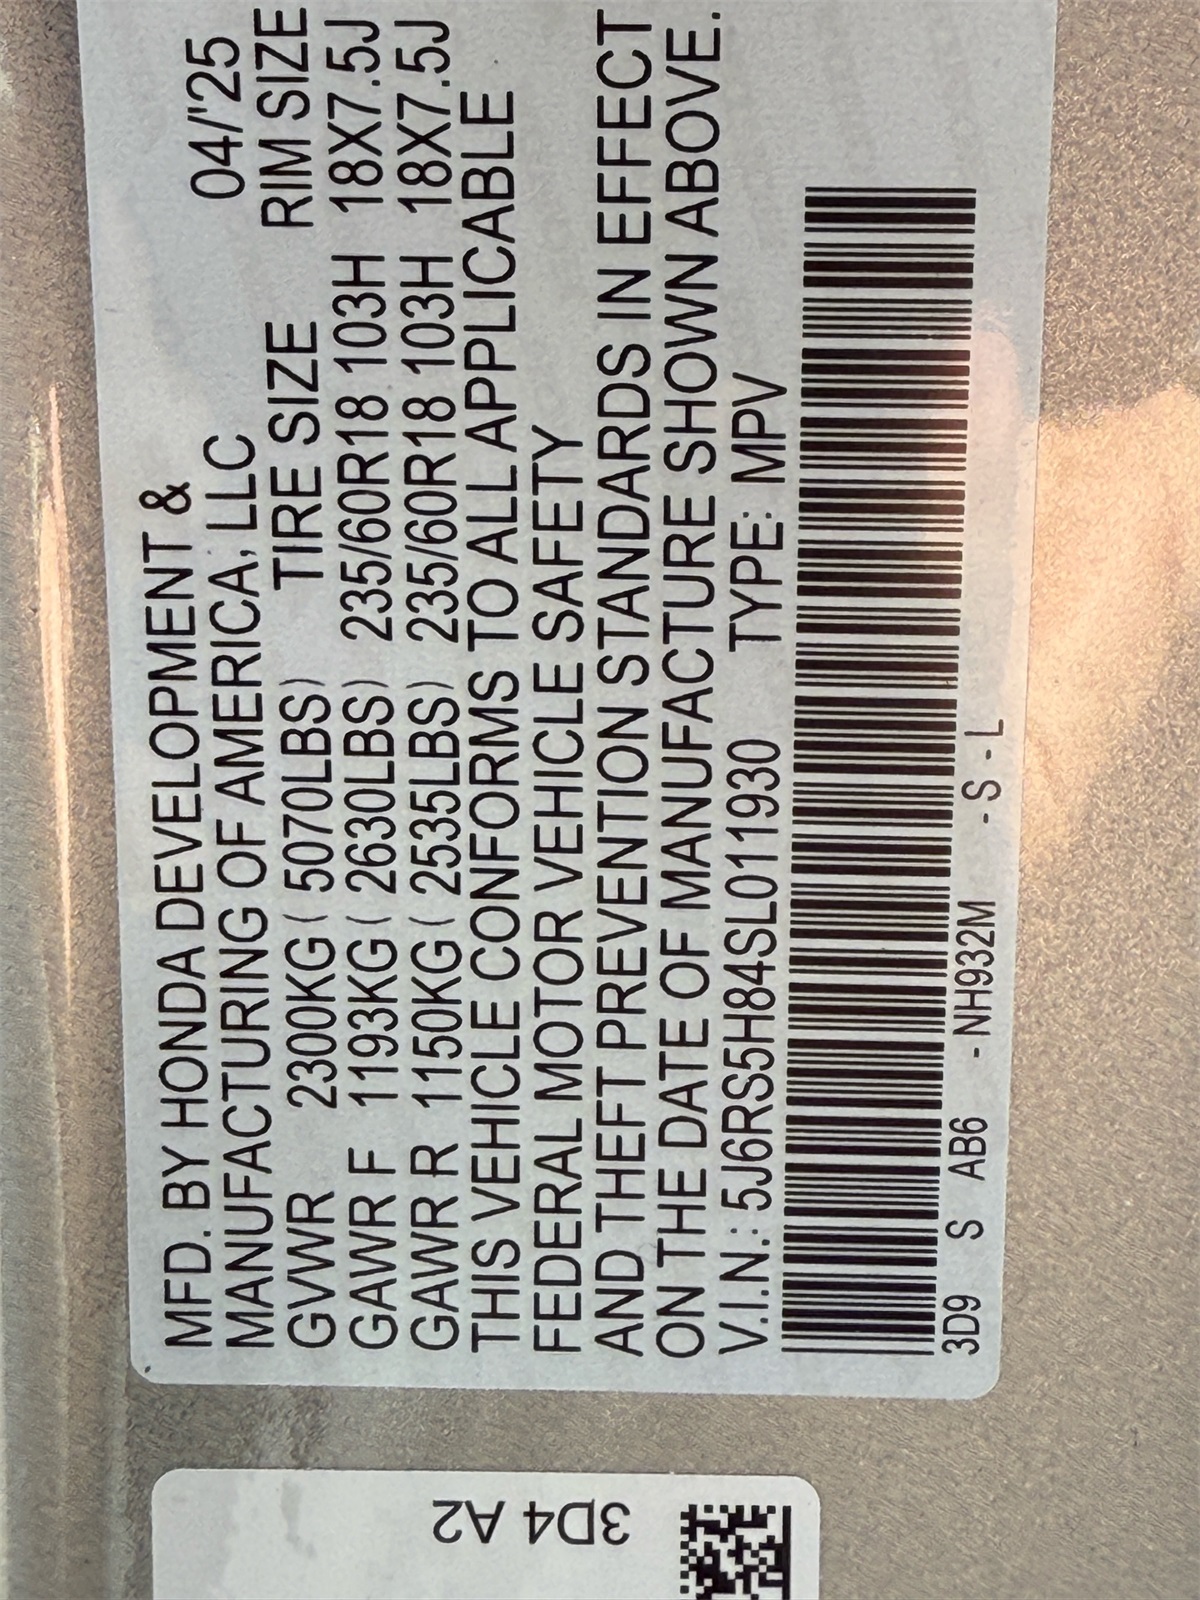 MFD. BY HONDA DEVELOPMENT &
MANUFACTURING OF AMERICA, LLC 04/'25
GVWR 2300KG ( 5070LBS) TIRE SIZE RIM SIZE
GAWR F 1193KG ( 2630LBS) 235/60R18 103H 18X7.5J
GAWR R 1150KG ( 2535LBS) 235/60R18 103H 18X7.5J
THIS VEHICLE CONFORMS TO ALL APPLICABLE
FEDERAL MOTOR VEHICLE SAFETY
AND THEFT PREVENTION STANDARDS IN EFFECT
ON THE DATE OF MANUFACTURE SHOWN ABOVE.
V.I.N.: 5J6RS5H84SL011930 TYPE: MPV
3D9 S AB6 - NH932M - S - L
3D4 A2